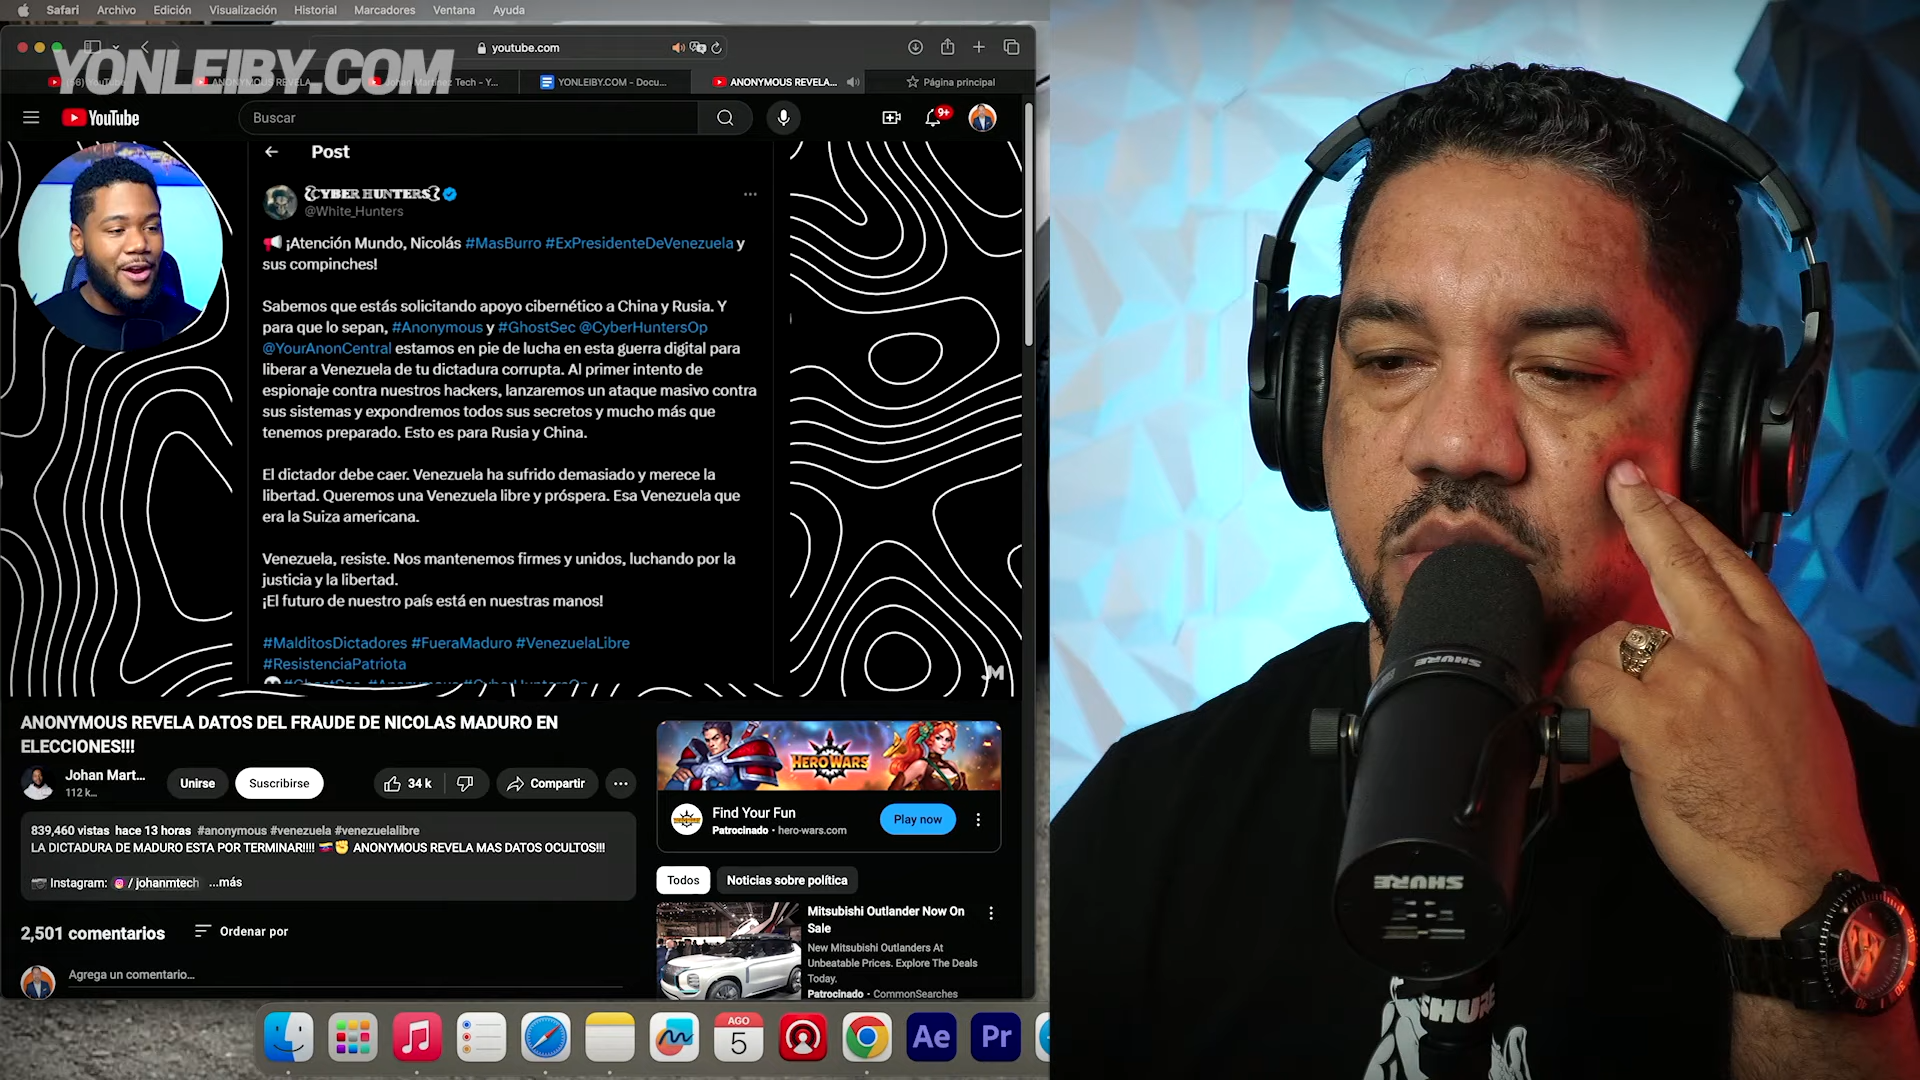 Safari Archivo Edición Visualización Historial Marcadores Ventana Ayuda
YONLEIBY.COM
youtube.com
YONLEIBY.COM - Docu...
ANONYMOUS REVELA...
Página principal
YouTube
Buscar
9+
Post
CYBER HUNTERS
@White_Hunters
¡Atención Mundo, Nicolás #MasBurro #ExPresidenteDeVenezuela y
sus compinches!
Sabemos que estás solicitando apoyo cibernético a China y Rusia. Y
para que lo sepan, #Anonymous y #GhostSec @CyberHuntersOp
@YourAnonCentral estamos en pie de lucha en esta guerra digital para
liberar a Venezuela de tu dictadura corrupta. Al primer intento de
espionaje contra nuestros hackers, lanzaremos un ataque masivo contra
sus sistemas y expondremos todos sus secretos y mucho más que
tenemos preparado. Esto es para Rusia y China.
El dictador debe caer. Venezuela ha sufrido demasiado y merece la
libertad. Queremos una Venezuela libre y próspera. Esa Venezuela que
era la Suiza americana.
Venezuela, resiste. Nos mantenemos firmes y unidos, luchando por la
justicia y la libertad.
¡El futuro de nuestro país está en nuestras manos!
#MalditosDictadores #FueraMaduro #VenezuelaLibre
#ResistenciaPatriota
JM
ANONYMOUS REVELA DATOS DEL FRAUDE DE NICOLAS MADURO EN
ELECCIONES!!!
Johan Mart...
112 k...
Unirse
Suscribirse
34 k
Compartir
839,460 vistas hace 13 horas #anonymous #venezuela #venezuelalibre
LA DICTADURA DE MADURO ESTA POR TERMINAR!!!! 🇻🇪✊ ANONYMOUS REVELA MAS DATOS OCULTOS!!!
Instagram: / johanmtech ...más
2,501 comentarios
Ordenar por
Agrega un comentario...
HERO WARS
Find Your Fun
Patrocinado · hero-wars.com
Play now
Todos
Noticias sobre política
Mitsubishi Outlander Now On
Sale
New Mitsubishi Outlanders At
Unbeatable Prices. Explore The Deals
Today.
Patrocinado · CommonSearches
AGO
5
Ae
Pr
SHURE
SHURE
SHURE